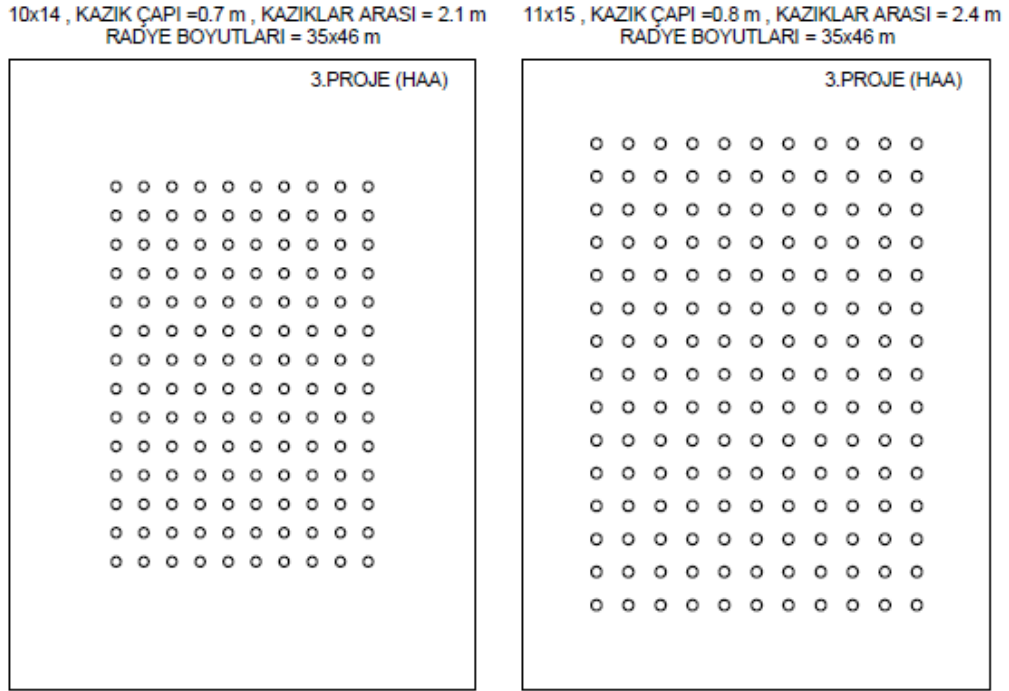 10x14 , KAZIK ÇAPI =0.7 m , KAZIKLAR ARASI = 2.1 m
RADYE BOYUTLARI = 35x46 m
3.PROJE (HAA)
11x15 , KAZIK ÇAPI =0.8 m , KAZIKLAR ARASI = 2.4 m
RADYE BOYUTLARI = 35x46 m
3.PROJE (HAA)